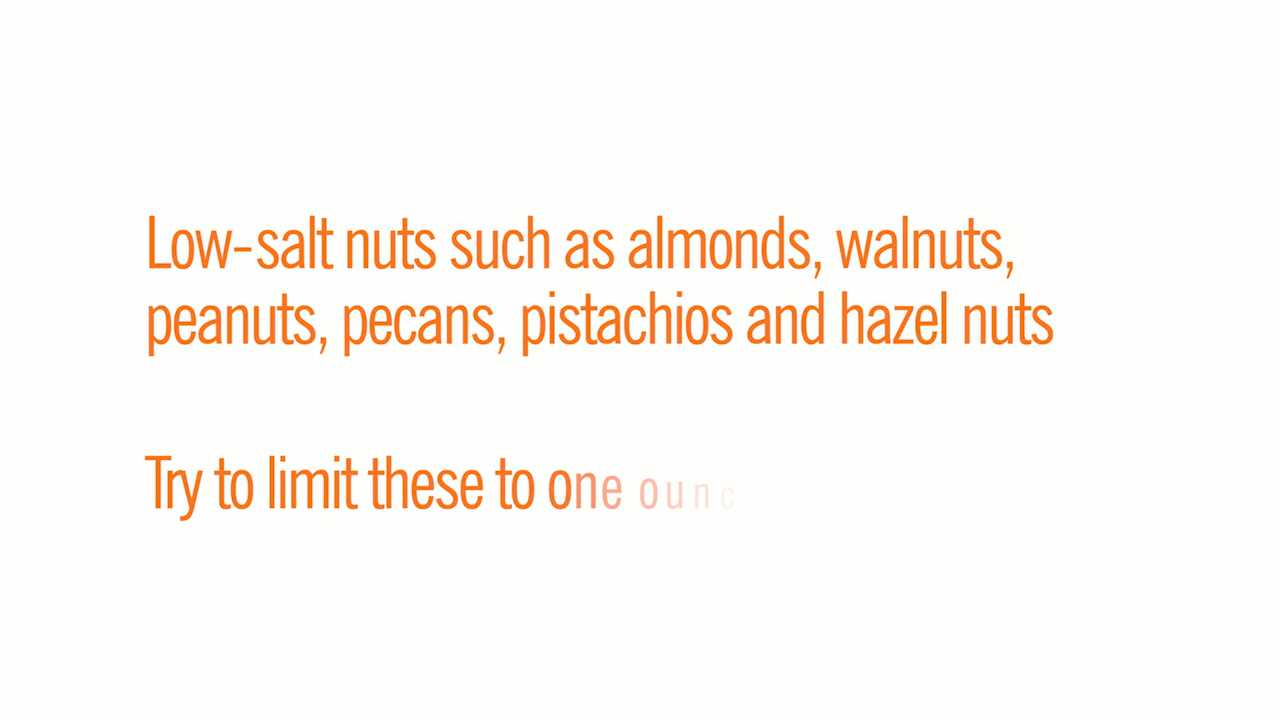 Low-salt nuts such as almonds, walnuts,
peanuts, pecans, pistachios and hazel nuts
Try to limit these to one ounc